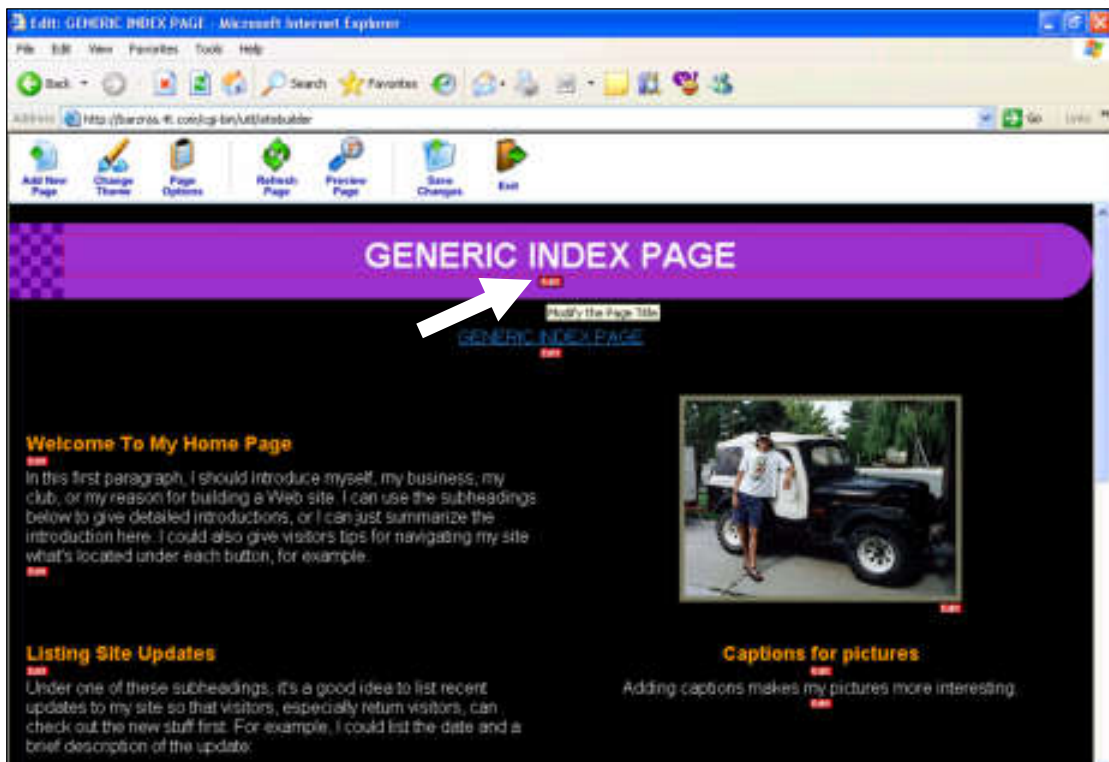 Edit: GENERIC INDEX PAGE - Microsoft Internet Explorer
File Edit View Favorites Tools Help
Back Search Favorites
Address Go Links
Add New Page
Change Theme
Page Options
Refresh Page
Preview Page
Save Changes
Exit
GENERIC INDEX PAGE
Edit
Modify the Page Title
GENERIC INDEX PAGE
Edit
Welcome To My Home Page
Edit
In this first paragraph, I should introduce myself, my business, my
club, or my reason for building a Web site. I can use the subheadings
below to give detailed introductions, or I can just summarize the
introduction here. I could also give visitors tips for navigating my site
what's located under each button, for example.
Edit
Edit
Listing Site Updates
Edit
Under one of these subheadings, it's a good idea to list recent
updates to my site so that visitors, especially return visitors, can
check out the new stuff first. For example, I could list the date and a
brief description of the update:
Captions for pictures
Edit
Adding captions makes my pictures more interesting.
Edit